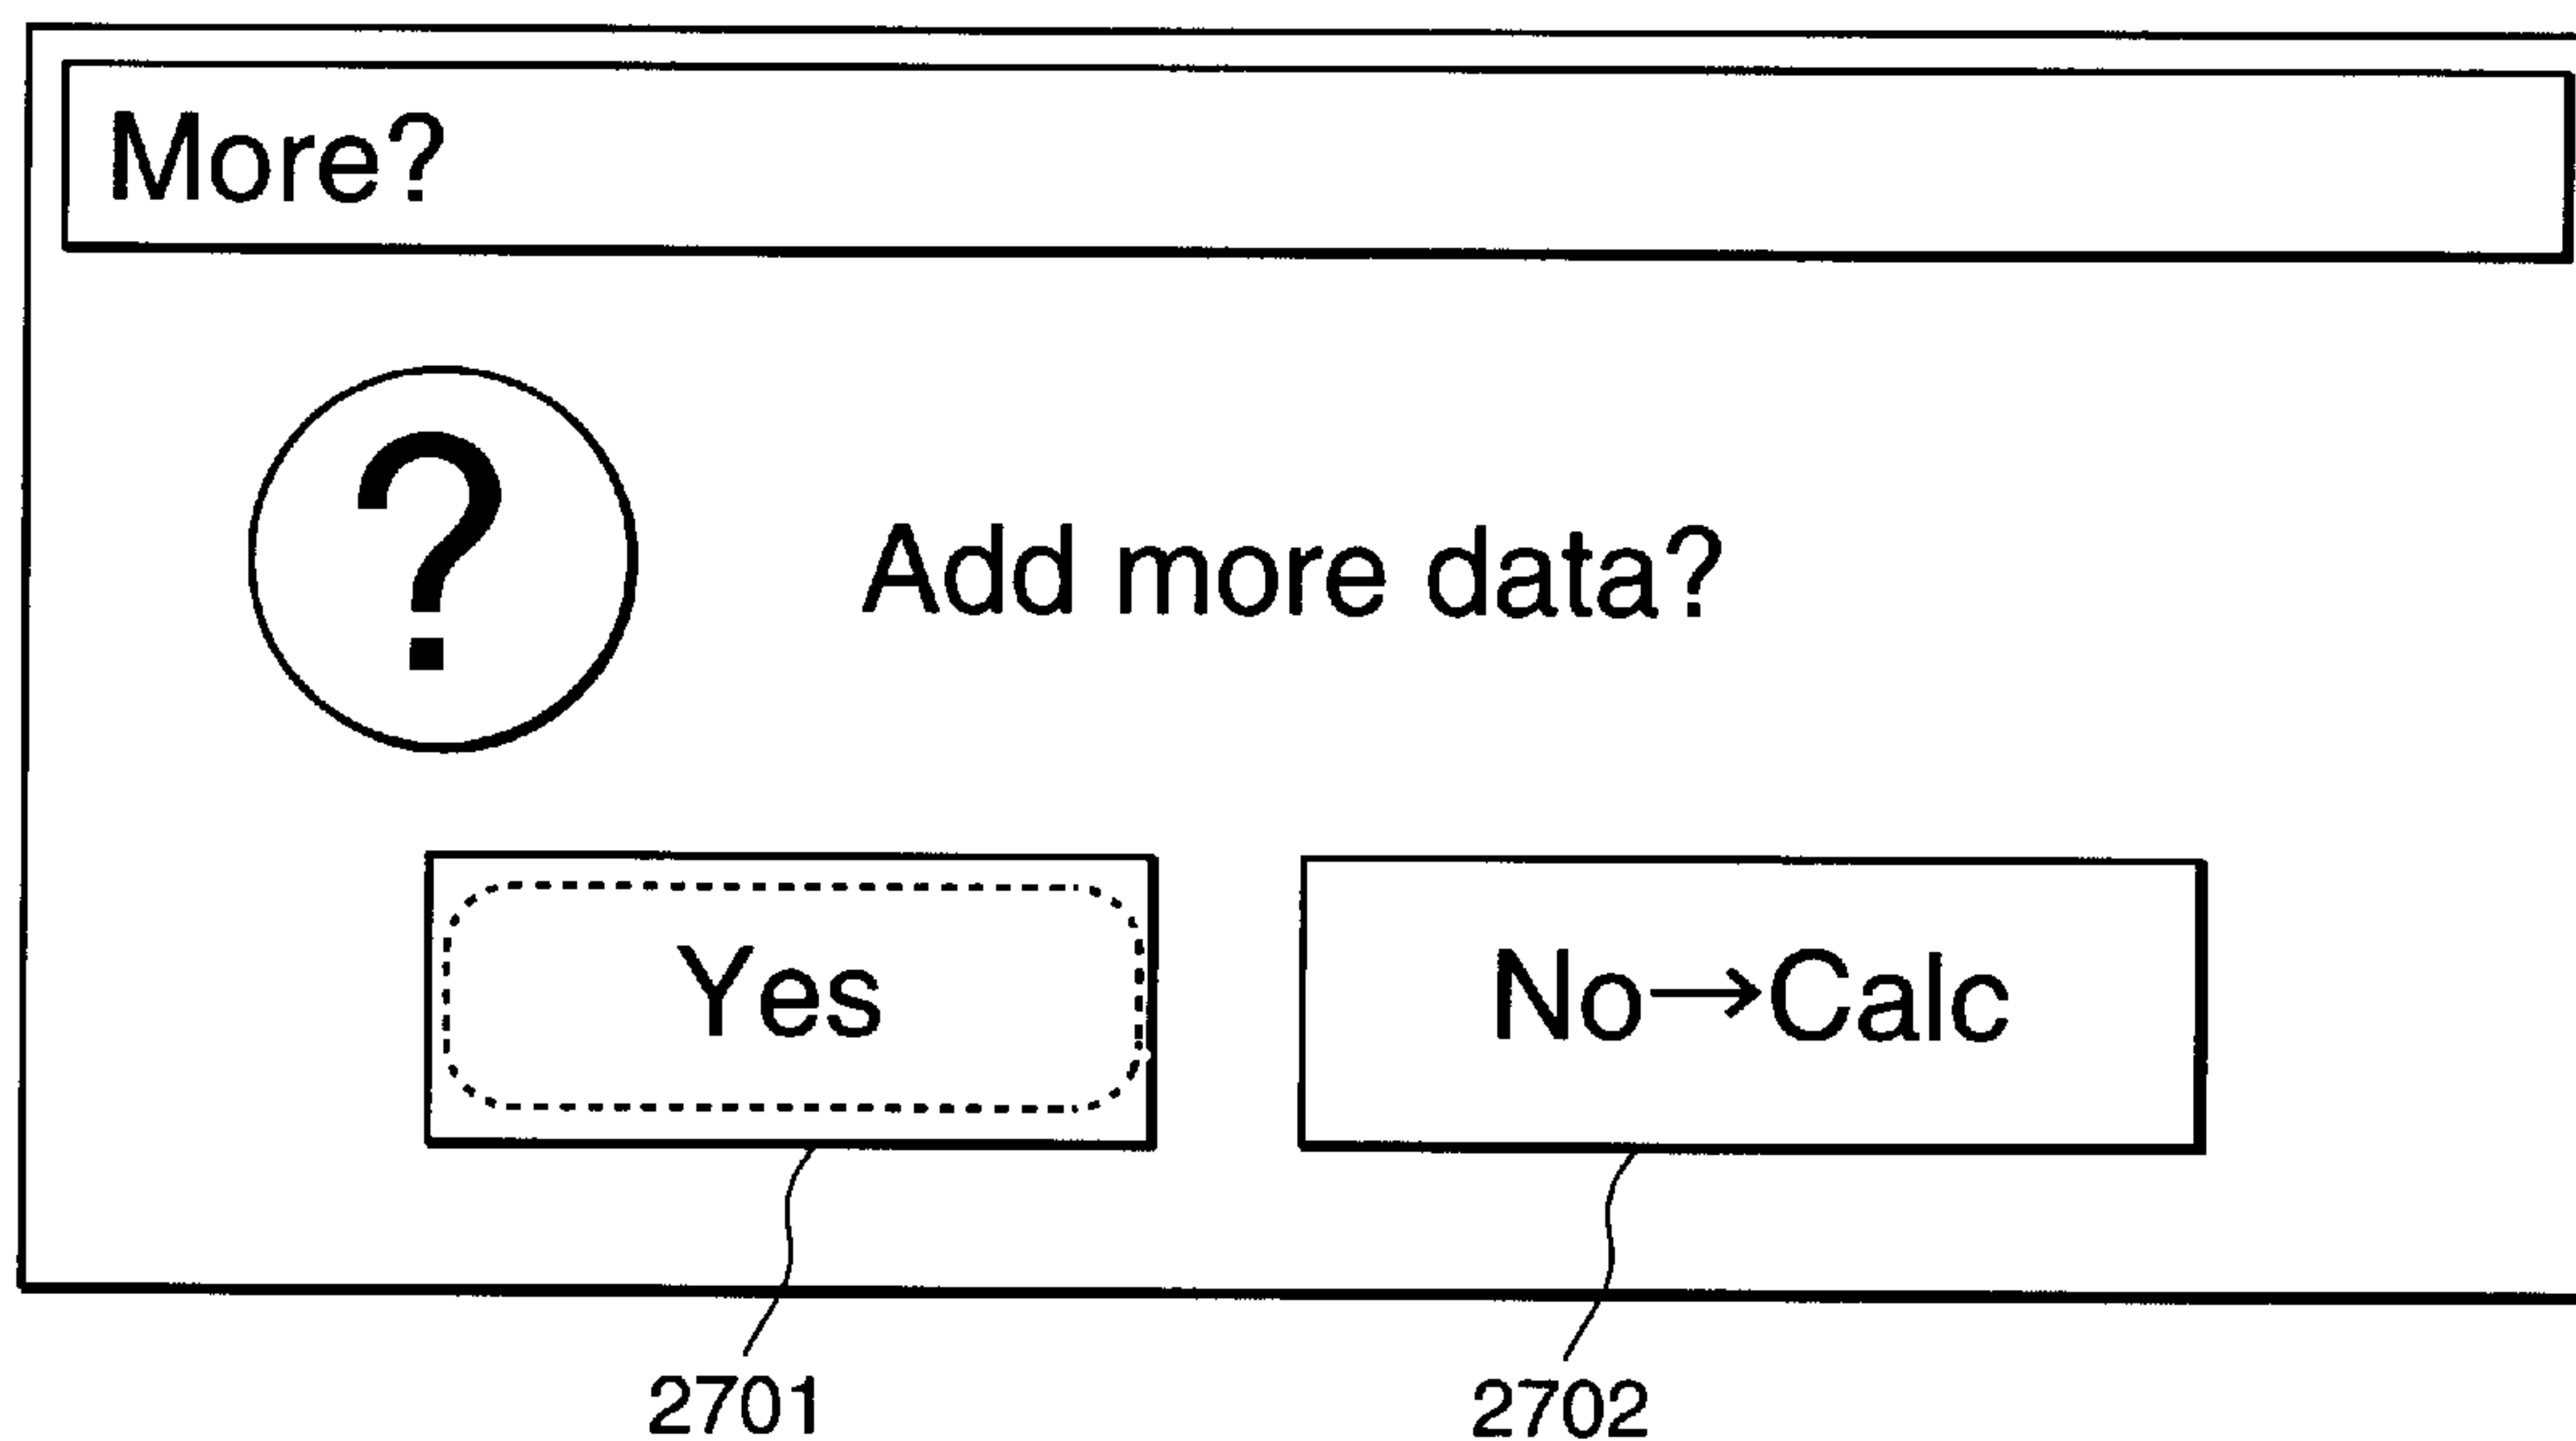 More?
?
Add more data?
Yes
No→Calc
2701
2702